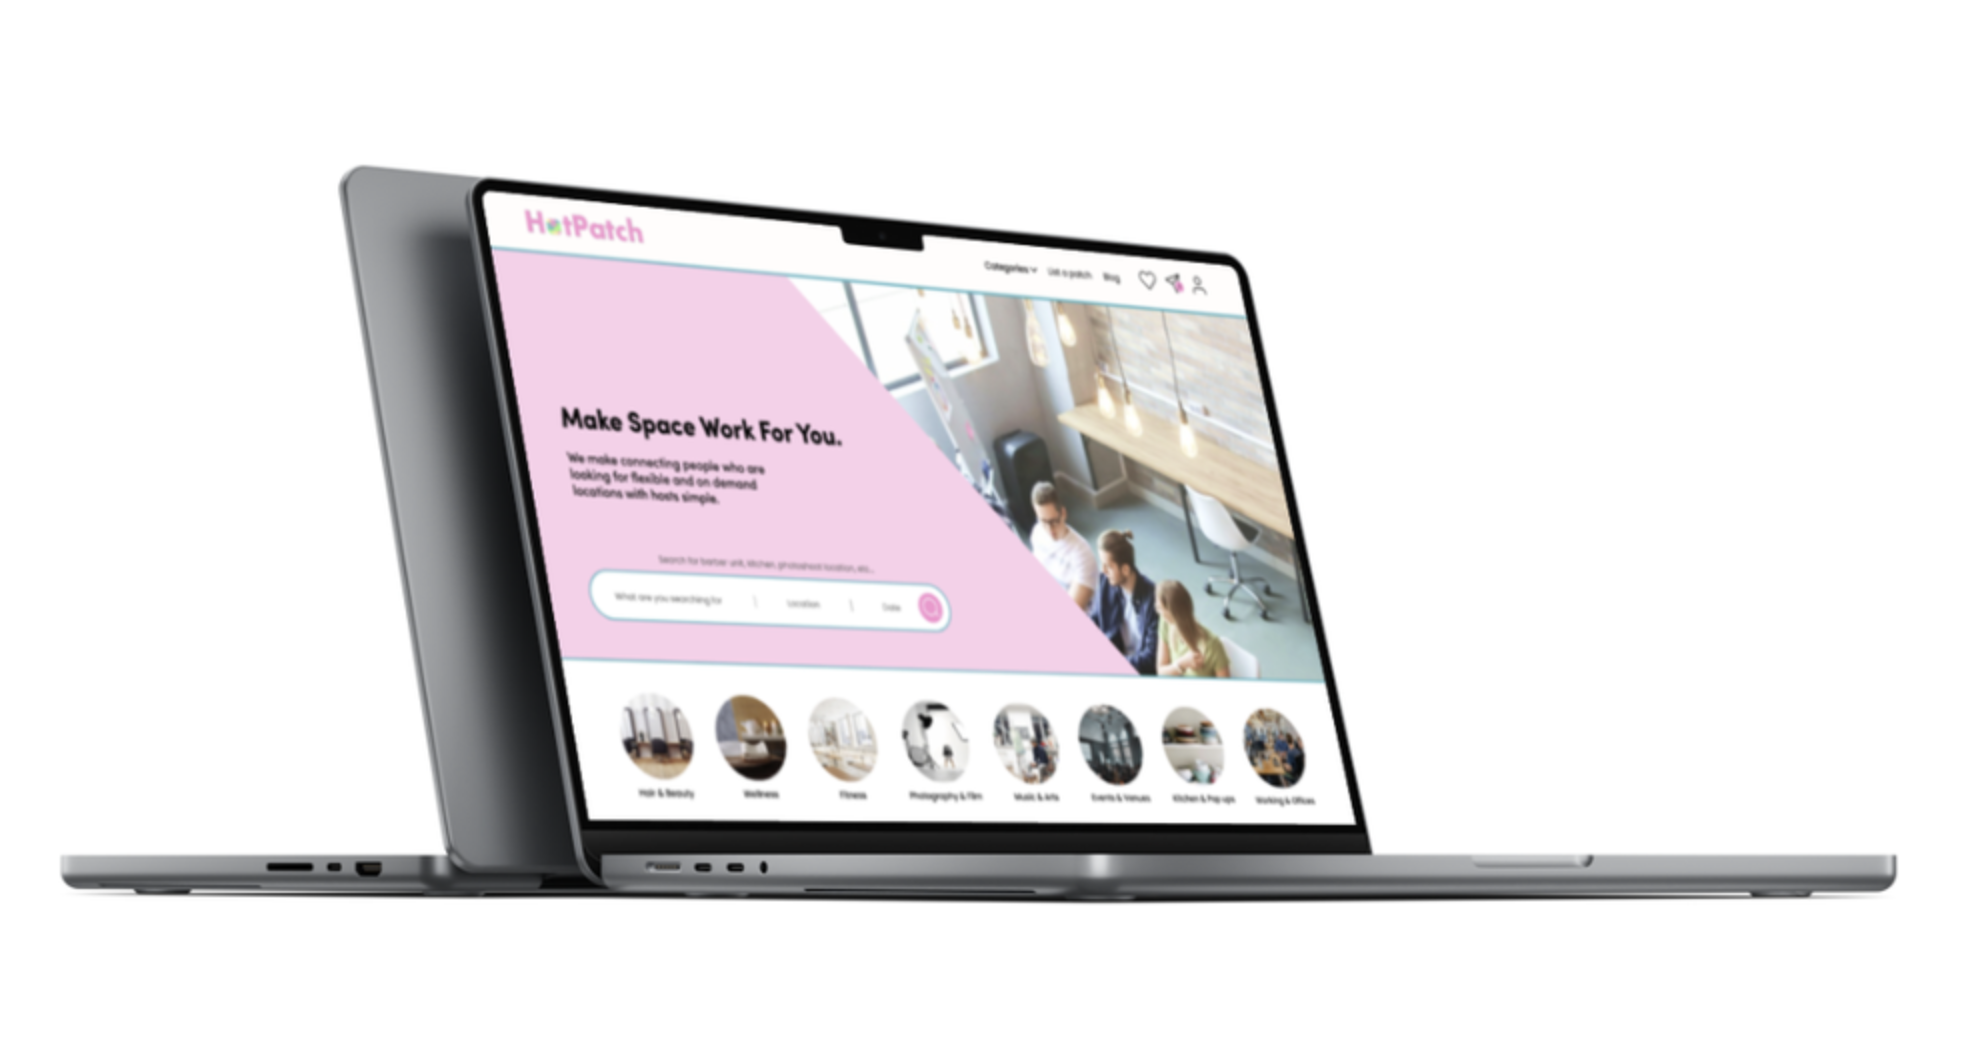 HotPatch
Categories List a patch Blog
Make Space Work For You.
We make connecting people who are
looking for flexible and on demand
locations with hosts simple.
Search for barber unit, kitchen, photoshoot location, etc...
What are you searching for Location Date
Hair & Beauty Wellness Fitness Photography & Film Music & Arts Events & Venues Kitchen & Pop ups Working & Offices